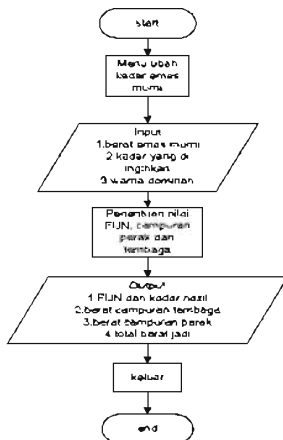 start
Menu ubah
kadar emas
murni
Input
1.berat emas murni
2 kadar yang di
inginkan
3 warna dominan
Penentuan nilai
FIJN, campuran
perak dan
tembaga
Output
1 FIJN dan kadar hasil
2.berat campuran tembaga
3.berat campuran perak
4 total berat jadi
keluar
end